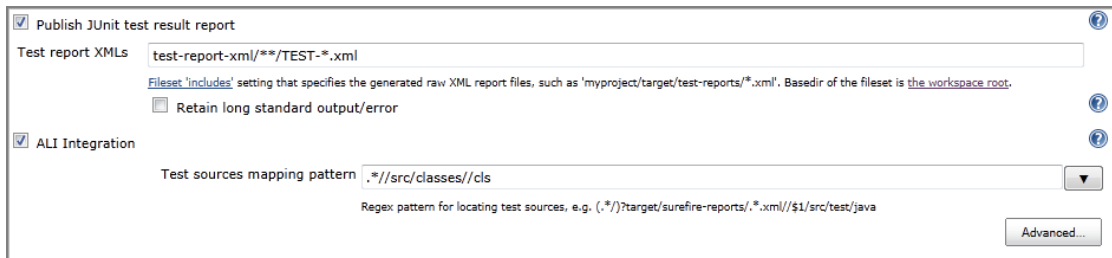 Publish JUnit test result report
Test report XMLs test-report-xml/**/TEST-*.xml
Fileset 'includes' setting that specifies the generated raw XML report files, such as 'myproject/target/test-reports/*.xml'. Basedir of the fileset is the workspace root.
Retain long standard output/error
ALI Integration
Test sources mapping pattern .*//src/classes//cls
Regex pattern for locating test sources, e.g. (.*/)?target/surefire-reports/.*.xml//$1/src/test/java
Advanced...